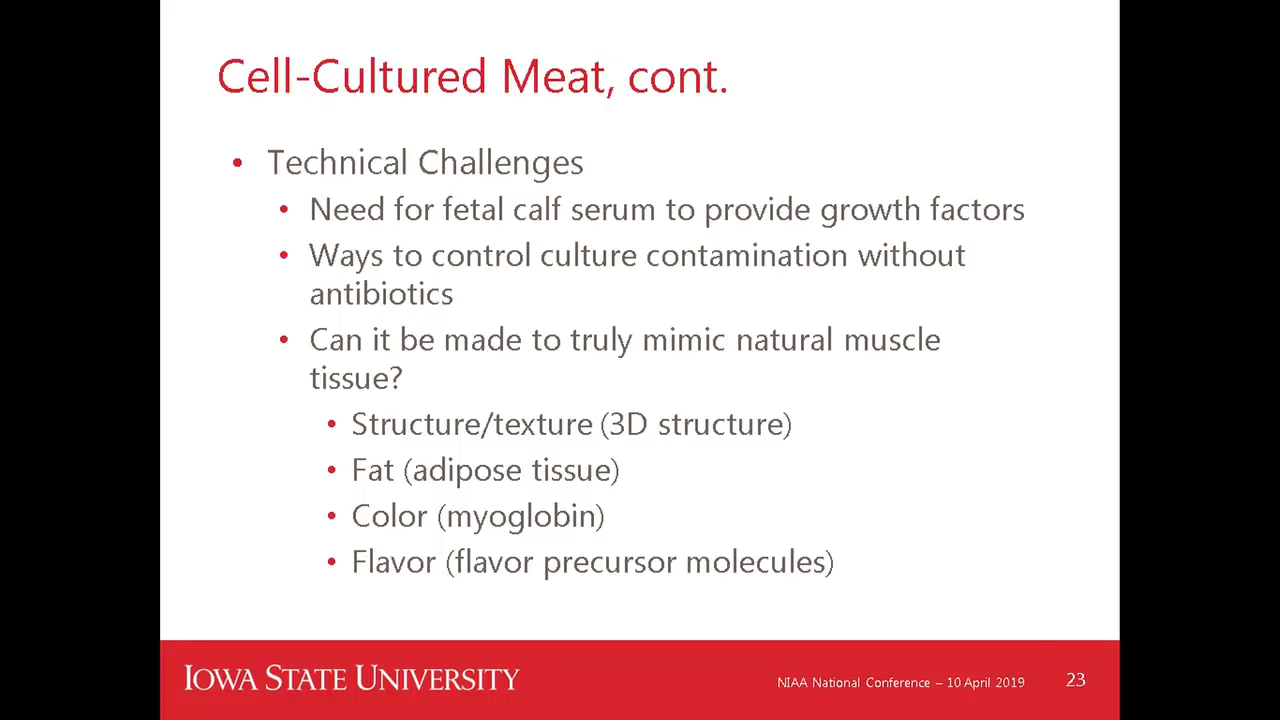 Cell-Cultured Meat, cont.
• Technical Challenges
• Need for fetal calf serum to provide growth factors
• Ways to control culture contamination without
antibiotics
• Can it be made to truly mimic natural muscle
tissue?
• Structure/texture (3D structure)
• Fat (adipose tissue)
• Color (myoglobin)
• Flavor (flavor precursor molecules)
IOWA STATE UNIVERSITY
NIAA National Conference – 10 April 2019
23